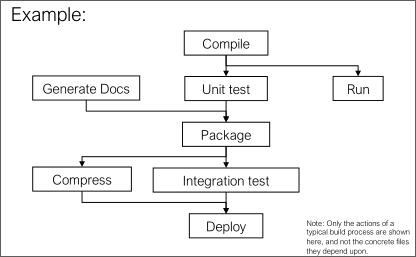 Example:
Compile
Generate Docs
Unit test
Run
Package
Compress
Integration test
Deploy
Note: Only the actions of a
typical build process are shown
here, and not the concrete files
they depend upon.